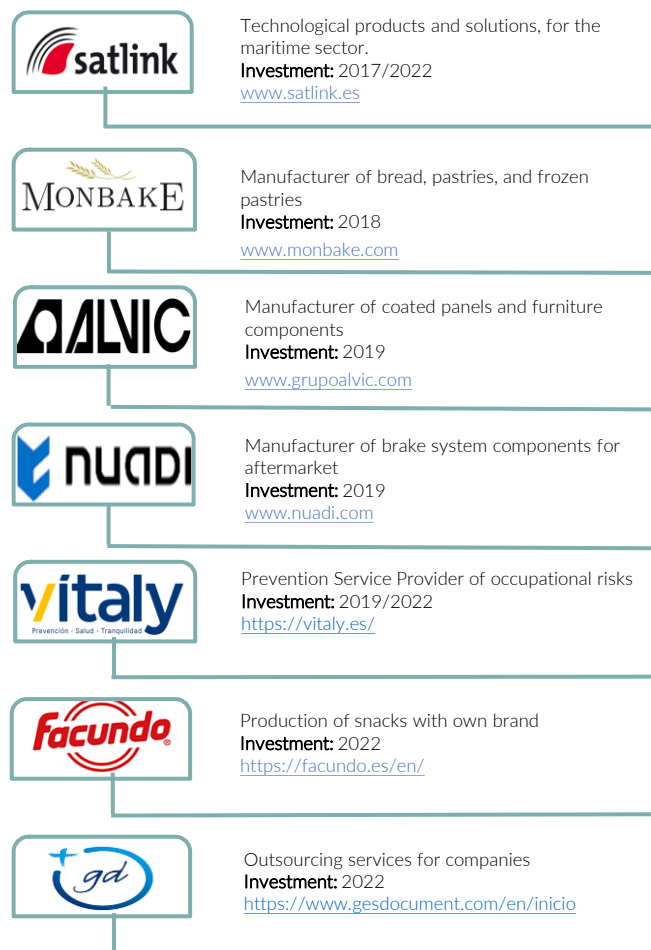 satlink
Technological products and solutions, for the
maritime sector.
Investment: 2017/2022
www.satlink.es
MONBAKE
Manufacturer of bread, pastries, and frozen
pastries
Investment: 2018
www.monbake.com
ALVIC
Manufacturer of coated panels and furniture
components
Investment: 2019
www.grupoalvic.com
nuadi
Manufacturer of brake system components for
aftermarket
Investment: 2019
www.nuadi.com
vítaly
Prevención - Salud - Tranquilidad
Prevention Service Provider of occupational risks
Investment: 2019/2022
https://vitaly.es/
facundo®
Production of snacks with own brand
Investment: 2022
https://facundo.es/en/
gd
Outsourcing services for companies
Investment: 2022
https://www.gesdocument.com/en/inicio